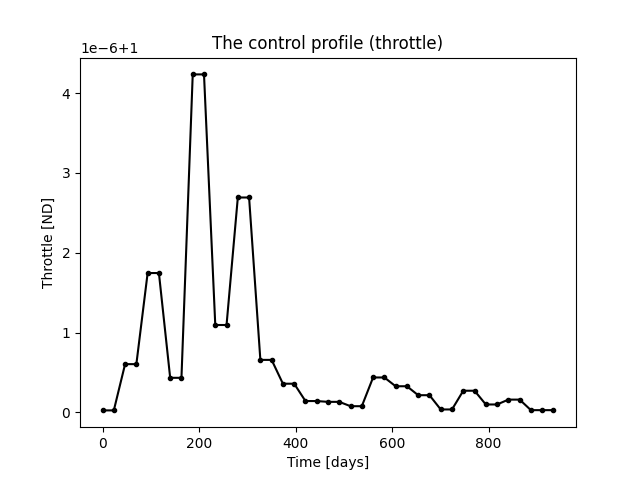 The control profile (throttle)
1e−6+1
4
3
2
1
0
Throttle [ND]
0 200 400 600 800
Time [days]